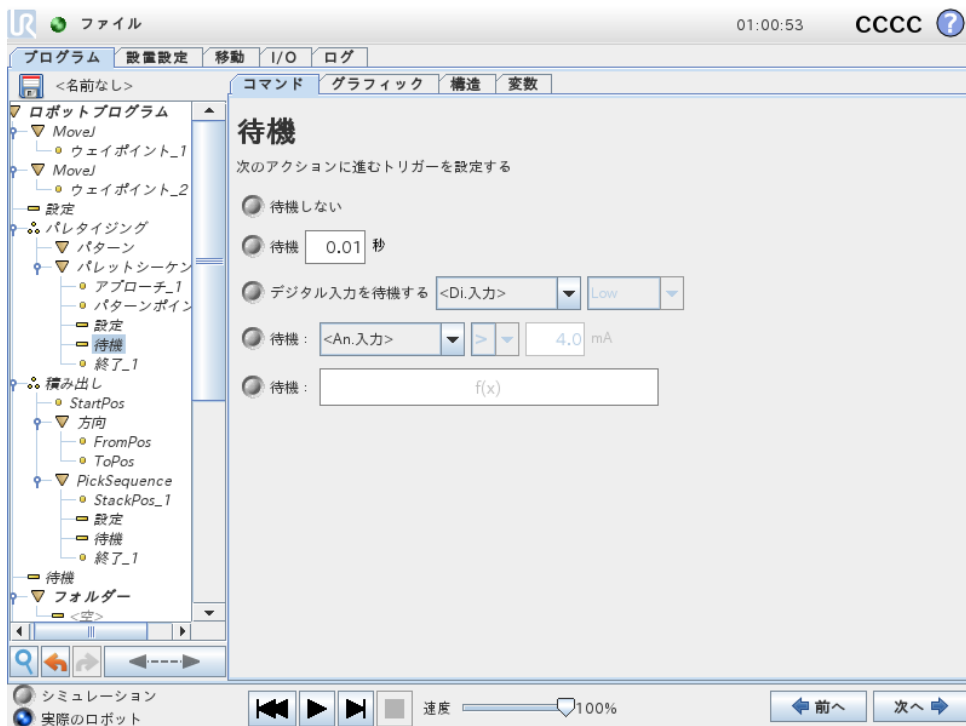 UR ファイル 01:00:53 CCCC ?
プログラム 設置設定 移動 I/O ログ
<名前なし>
コマンド グラフィック 構造 変数
ロボットプログラム
MoveJ
ウェイポイント_1
MoveJ
ウェイポイント_2
設定
パレタイジング
パターン
パレットシーケン
アプローチ_1
パターンポイン
設定
待機
終了_1
積み出し
StartPos
方向
FromPos
ToPos
PickSequence
StackPos_1
設定
待機
終了_1
待機
フォルダー
<空>
待機
次のアクションに進むトリガーを設定する
待機しない
待機 0.01 秒
デジタル入力を待機する <Di.入力> Low
待機： <An.入力> > 4.0 mA
待機： f(x)
シミュレーション
実際のロボット
速度 100%
前へ 次へ